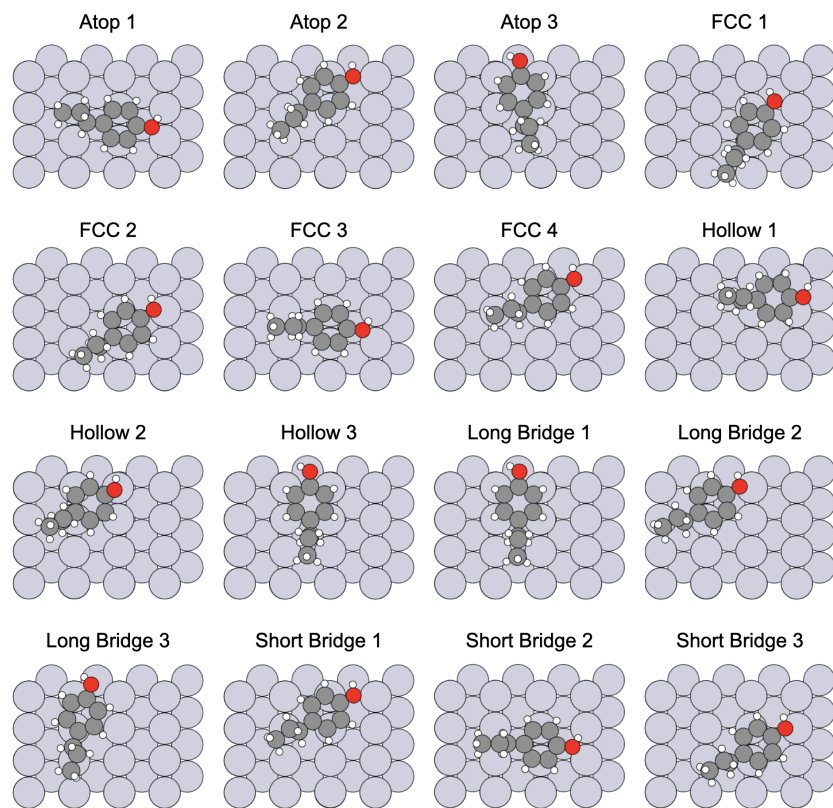 Atop 1
Atop 2
Atop 3
FCC 1
FCC 2
FCC 3
FCC 4
Hollow 1
Hollow 2
Hollow 3
Long Bridge 1
Long Bridge 2
Long Bridge 3
Short Bridge 1
Short Bridge 2
Short Bridge 3